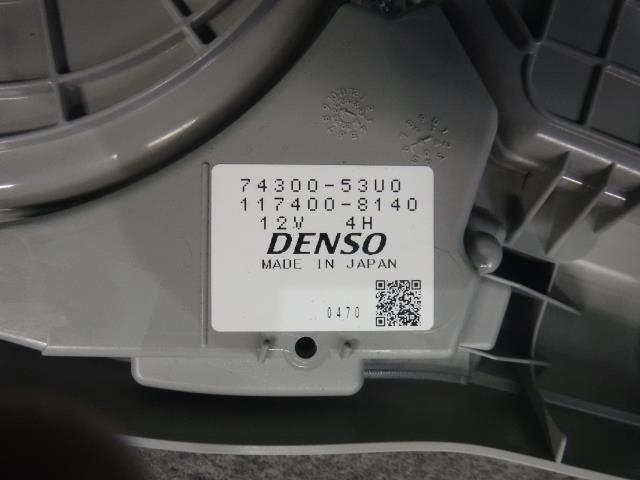 74300-53U0
117400-8140
12V 4H
DENSO
MADE IN JAPAN
0470